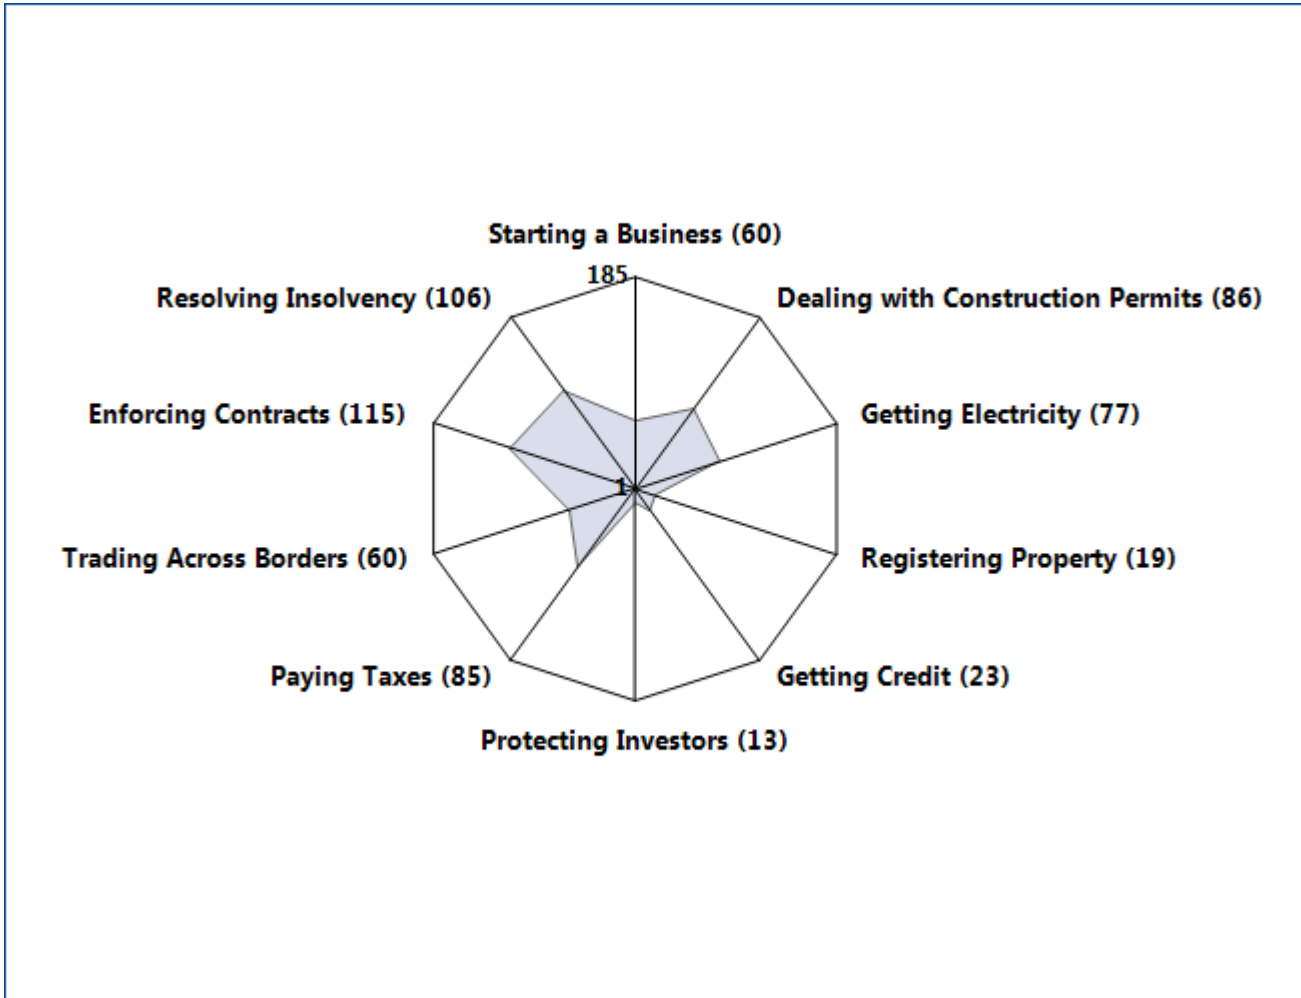 Starting a Business (60)
185
Resolving Insolvency (106)
Dealing with Construction Permits (86)
Enforcing Contracts (115)
Getting Electricity (77)
1
Trading Across Borders (60)
Registering Property (19)
Paying Taxes (85)
Getting Credit (23)
Protecting Investors (13)